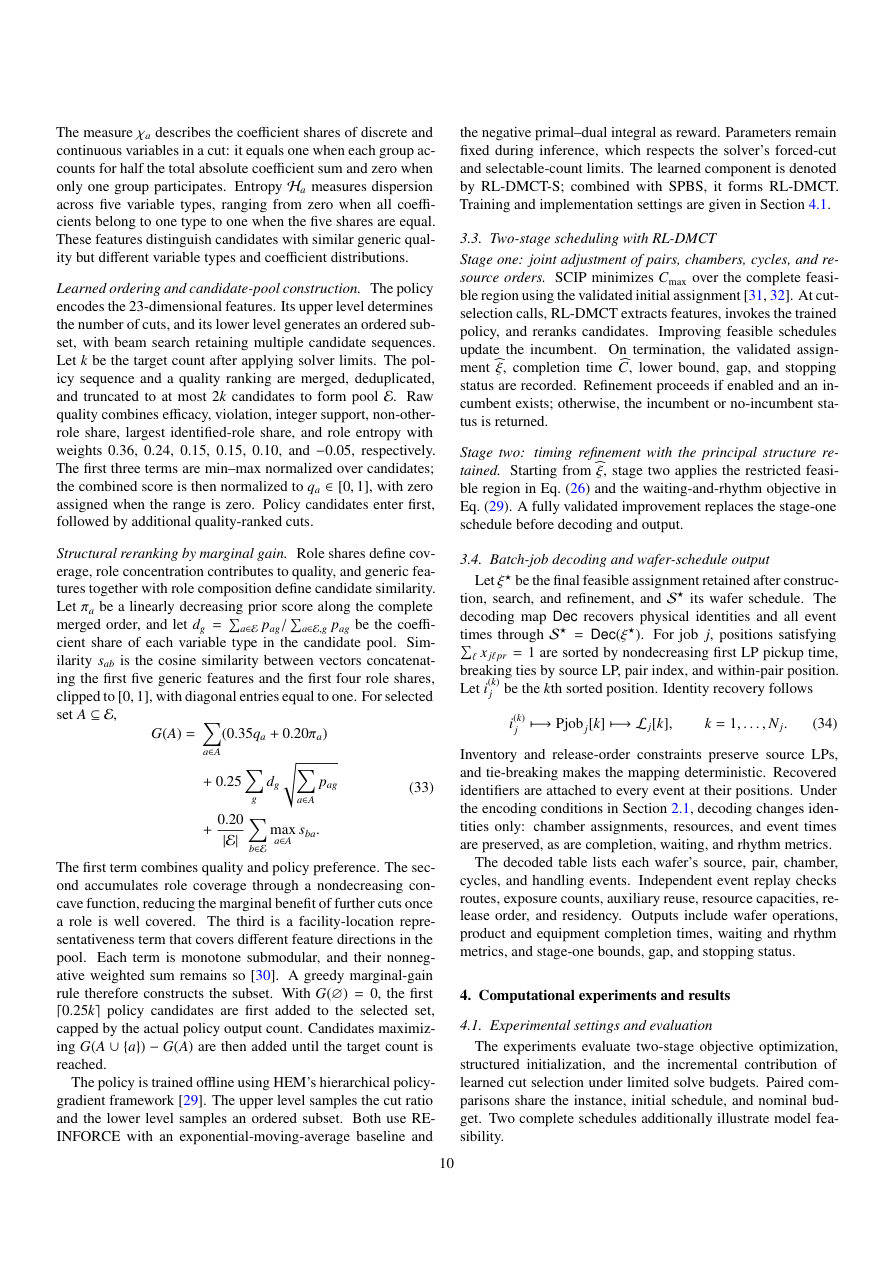 The measure χa describes the coefficient shares of discrete and
continuous variables in a cut: it equals one when each group ac-
counts for half the total absolute coefficient sum and zero when
only one group participates. Entropy ℋa measures dispersion
across five variable types, ranging from zero when all coeffi-
cients belong to one type to one when the five shares are equal.
These features distinguish candidates with similar generic qual-
ity but different variable types and coefficient distributions.
Learned ordering and candidate-pool construction. The policy
encodes the 23-dimensional features. Its upper level determines
the number of cuts, and its lower level generates an ordered sub-
set, with beam search retaining multiple candidate sequences.
Let k be the target count after applying solver limits. The pol-
icy sequence and a quality ranking are merged, deduplicated,
and truncated to at most 2k candidates to form pool ℰ. Raw
quality combines efficacy, violation, integer support, non-other-
role share, largest identified-role share, and role entropy with
weights 0.36, 0.24, 0.15, 0.15, 0.10, and −0.05, respectively.
The first three terms are min–max normalized over candidates;
the combined score is then normalized to qa ∈ [0, 1], with zero
assigned when the range is zero. Policy candidates enter first,
followed by additional quality-ranked cuts.
Structural reranking by marginal gain. Role shares define cov-
erage, role concentration contributes to quality, and generic fea-
tures together with role composition define candidate similarity.
Let πa be a linearly decreasing prior score along the complete
merged order, and let dg = ∑a∈ℰ pag/ ∑a∈ℰ,g pag be the coeffi-
cient share of each variable type in the candidate pool. Sim-
ilarity sab is the cosine similarity between vectors concatenat-
ing the first five generic features and the first four role shares,
clipped to [0, 1], with diagonal entries equal to one. For selected
set A ⊆ ℰ,
G(A) = ∑a∈A (0.35qa + 0.20πa)
+ 0.25 ∑g dg √∑a∈A pag (33)
+ 0.20/|ℰ| ∑b∈ℰ max a∈A sba.
The first term combines quality and policy preference. The sec-
ond accumulates role coverage through a nondecreasing con-
cave function, reducing the marginal benefit of further cuts once
a role is well covered. The third is a facility-location repre-
sentativeness term that covers different feature directions in the
pool. Each term is monotone submodular, and their nonneg-
ative weighted sum remains so [30]. A greedy marginal-gain
rule therefore constructs the subset. With G(∅) = 0, the first
⌈0.25k⌉ policy candidates are first added to the selected set,
capped by the actual policy output count. Candidates maximiz-
ing G(A ∪ {a}) − G(A) are then added until the target count is
reached.
The policy is trained offline using HEM's hierarchical policy-
gradient framework [29]. The upper level samples the cut ratio
and the lower level samples an ordered subset. Both use RE-
INFORCE with an exponential-moving-average baseline and
the negative primal–dual integral as reward. Parameters remain
fixed during inference, which respects the solver's forced-cut
and selectable-count limits. The learned component is denoted
by RL-DMCT-S; combined with SPBS, it forms RL-DMCT.
Training and implementation settings are given in Section 4.1.
3.3. Two-stage scheduling with RL-DMCT
Stage one: joint adjustment of pairs, chambers, cycles, and re-
source orders. SCIP minimizes Cmax over the complete feasi-
ble region using the validated initial assignment [31, 32]. At cut-
selection calls, RL-DMCT extracts features, invokes the trained
policy, and reranks candidates. Improving feasible schedules
update the incumbent. On termination, the validated assign-
ment ξ̂, completion time Ĉ, lower bound, gap, and stopping
status are recorded. Refinement proceeds if enabled and an in-
cumbent exists; otherwise, the incumbent or no-incumbent sta-
tus is returned.
Stage two: timing refinement with the principal structure re-
tained. Starting from ξ̂, stage two applies the restricted feasi-
ble region in Eq. (26) and the waiting-and-rhythm objective in
Eq. (29). A fully validated improvement replaces the stage-one
schedule before decoding and output.
3.4. Batch-job decoding and wafer-schedule output
Let ξ⋆ be the final feasible assignment retained after construc-
tion, search, and refinement, and 𝒮⋆ its wafer schedule. The
decoding map Dec recovers physical identities and all event
times through 𝒮⋆ = Dec(ξ⋆). For job j, positions satisfying
∑ℓ xjℓpr = 1 are sorted by nondecreasing first LP pickup time,
breaking ties by source LP, pair index, and within-pair position.
Let ij(k) be the kth sorted position. Identity recovery follows
ij(k) ⟼ Pjobj[k] ⟼ ℒj[k], k = 1, . . . , Nj. (34)
Inventory and release-order constraints preserve source LPs,
and tie-breaking makes the mapping deterministic. Recovered
identifiers are attached to every event at their positions. Under
the encoding conditions in Section 2.1, decoding changes iden-
tities only: chamber assignments, resources, and event times
are preserved, as are completion, waiting, and rhythm metrics.
The decoded table lists each wafer's source, pair, chamber,
cycles, and handling events. Independent event replay checks
routes, exposure counts, auxiliary reuse, resource capacities, re-
lease order, and residency. Outputs include wafer operations,
product and equipment completion times, waiting and rhythm
metrics, and stage-one bounds, gap, and stopping status.
4. Computational experiments and results
4.1. Experimental settings and evaluation
The experiments evaluate two-stage objective optimization,
structured initialization, and the incremental contribution of
learned cut selection under limited solve budgets. Paired com-
parisons share the instance, initial schedule, and nominal bud-
get. Two complete schedules additionally illustrate model fea-
sibility.
10